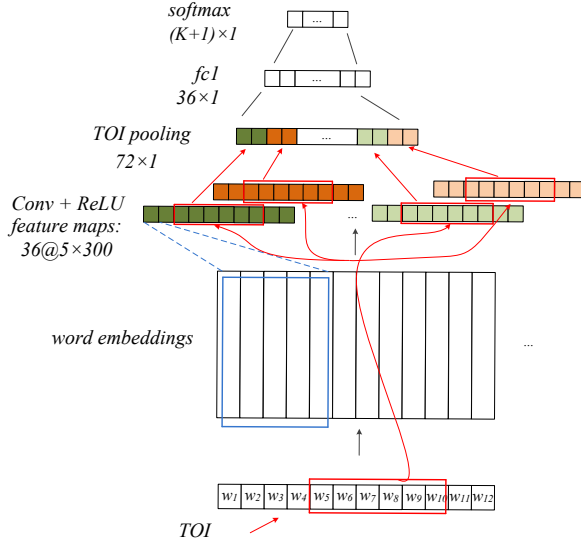 softmax
(K+1)×1
...
fc1
36×1
...
TOI pooling
72×1
...
Conv + ReLU
feature maps:
36@5×300
...
word embeddings
...
w1 w2 w3 w4 w5 w6 w7 w8 w9 w10 w11 w12
TOI